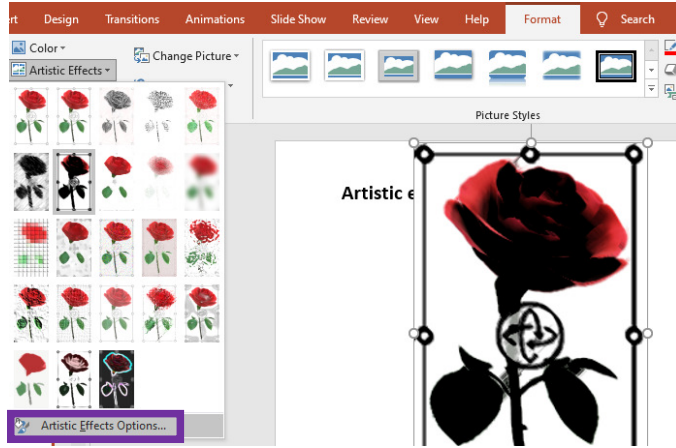 Design Transitions Animations Slide Show Review View Help Format Search
Color
Change Picture
Artistic Effects
Picture Styles
Artistic
Artistic Effects Options...